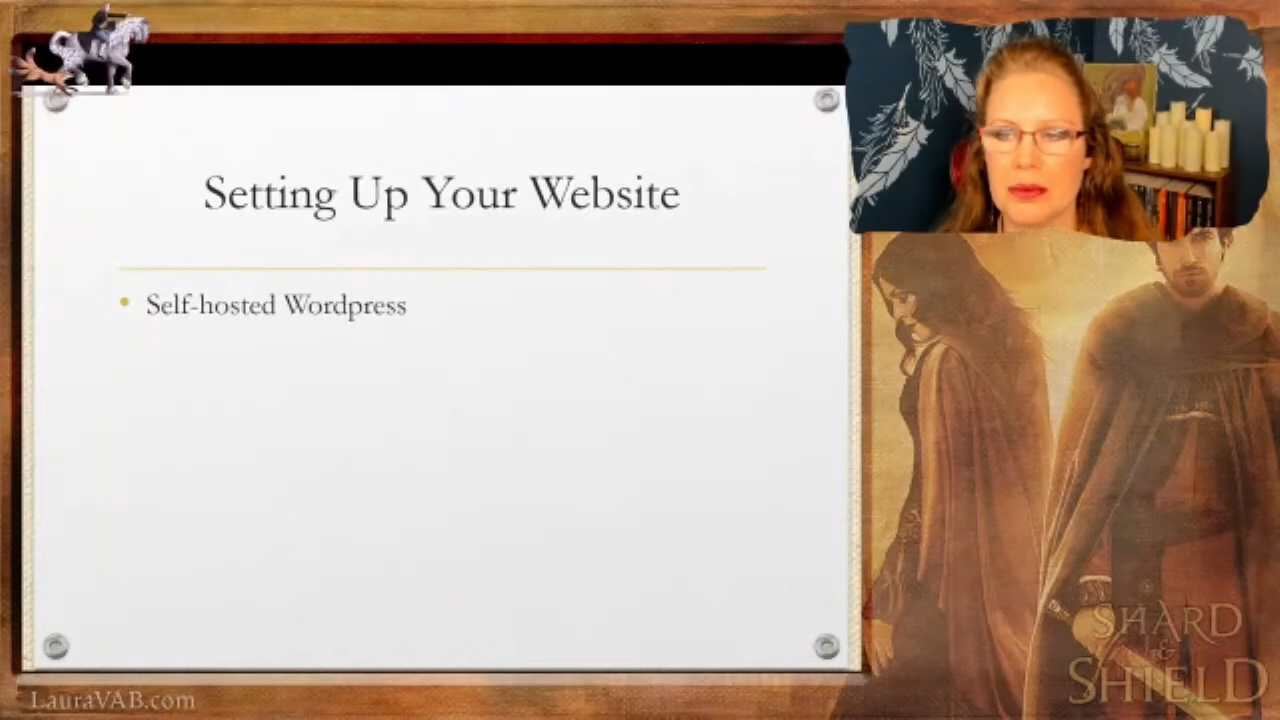 Setting Up Your Website
Self-hosted Wordpress
SHARD
&
SHIELD
LauraVAB.com